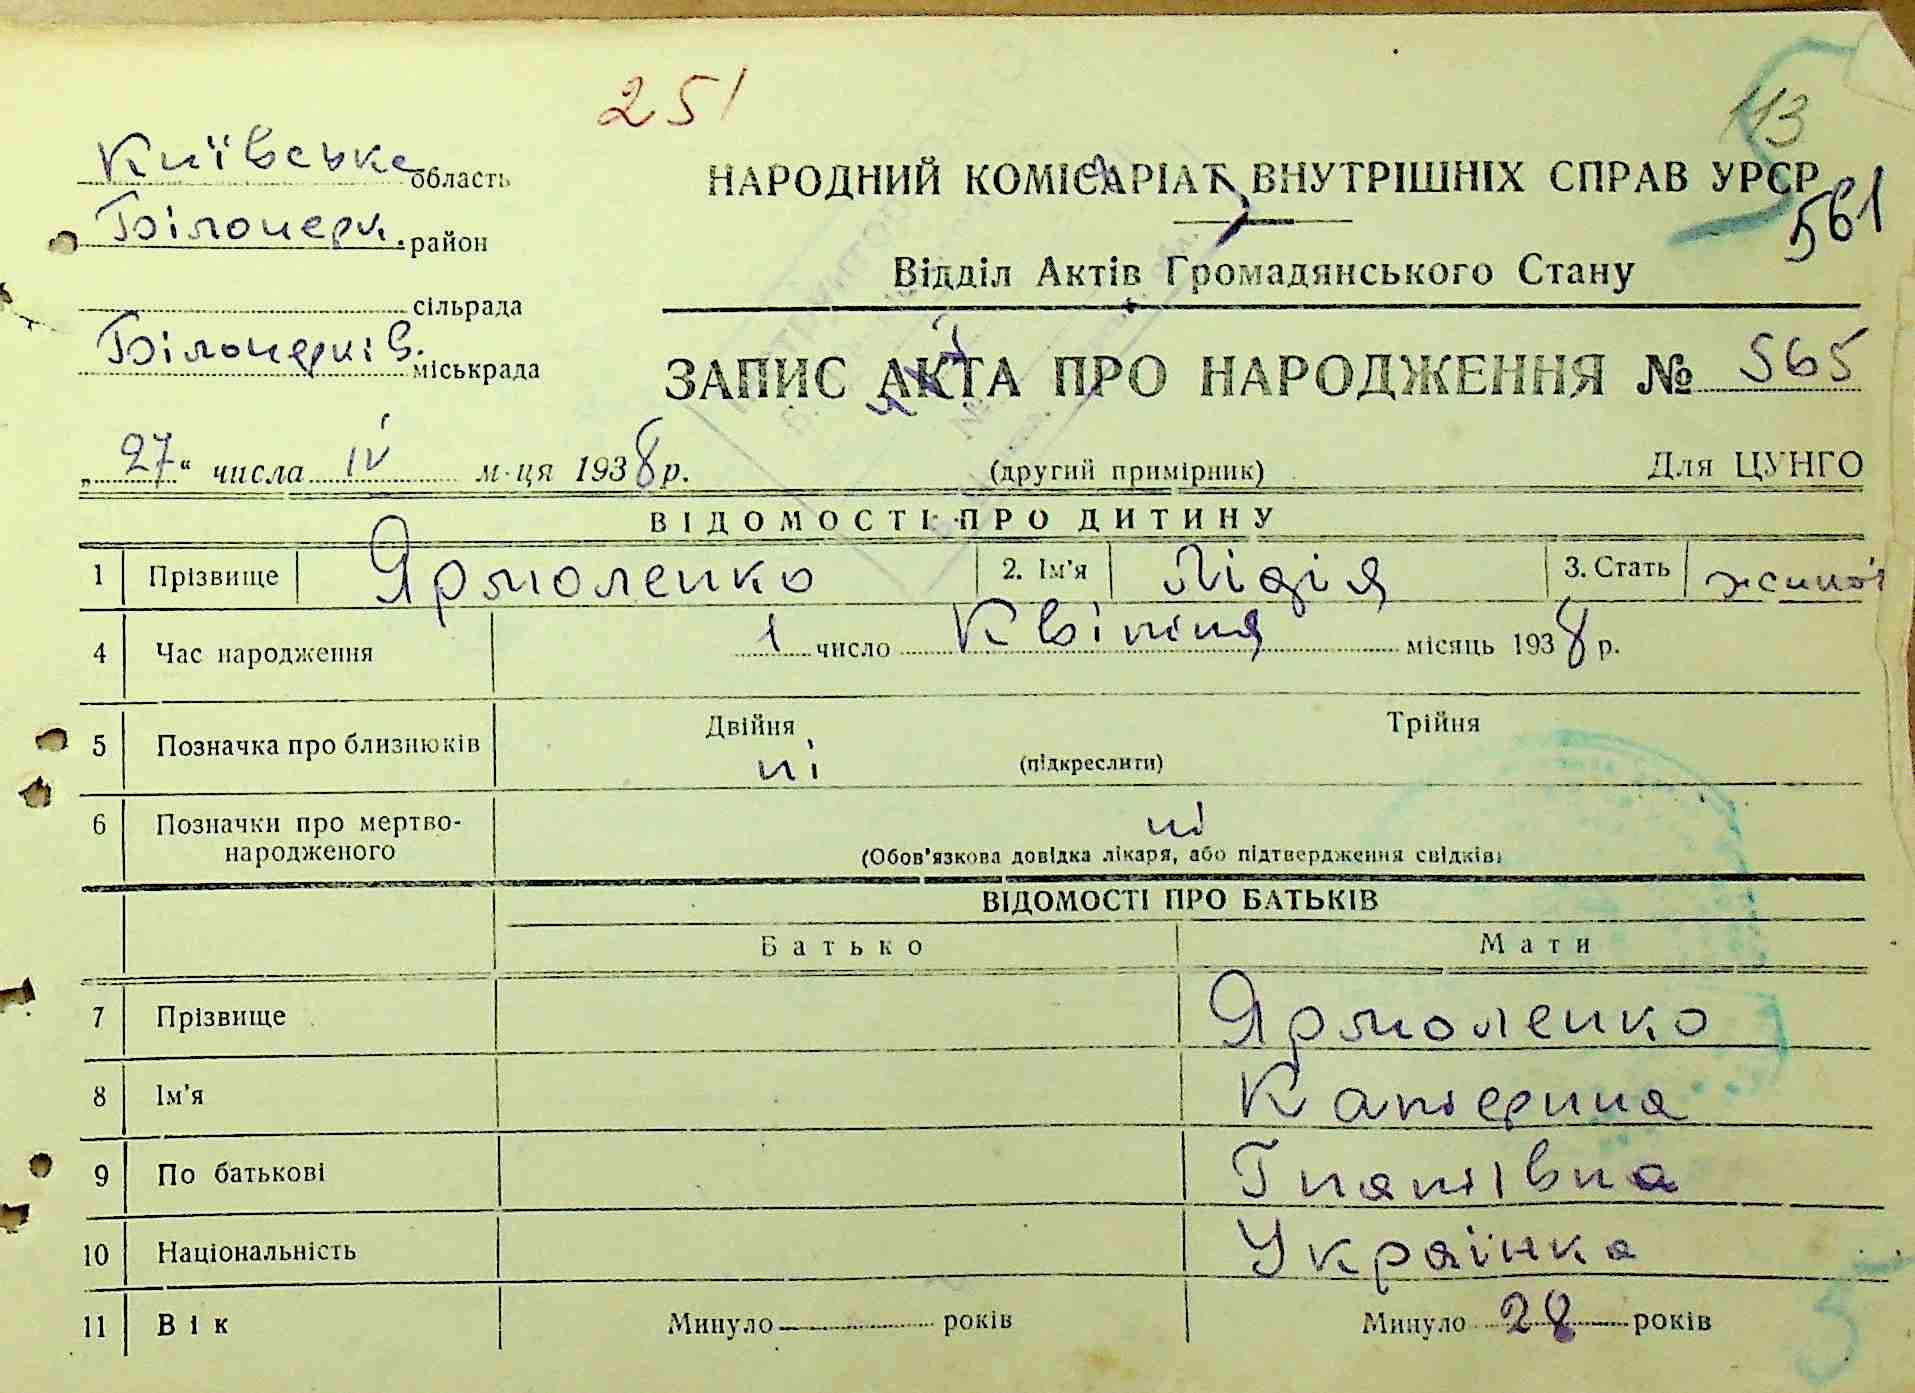 251
113
Київська область
НАРОДНИЙ КОМІСАРІАТ ВНУТРІШНІХ СПРАВ УРСР
561
Білоцерк. район
Відділ Актів Громадянського Стану
сільрада
Білоцерків. міськрада
ЗАПИС АКТА ПРО НАРОДЖЕННЯ № 565
„27“ числа IV м-ця 1938 р. (другий примірник) Для ЦУНГО
ВІДОМОСТІ ПРО ДИТИНУ
1 Прізвище Ярмоленко 2. Ім'я Лідія 3. Стать
4 Час народження 1 число Квітня місяць 1938 р.
Двійня Трійня
5 Позначка про близнюків ні (підкреслити)
6 Позначки про мертво- ні
народженого (Обов'язкова довідка лікаря, або підтвердження свідків)
ВІДОМОСТІ ПРО БАТЬКІВ
Батько Мати
7 Прізвище Ярмоленко
8 Ім'я Катерина
9 По батькові Гнатівна
10 Національність Українка
11 Вік Минуло — років Минуло 28 років